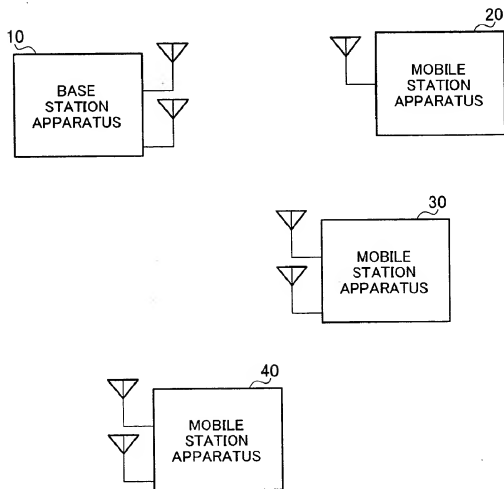 10
BASE
STATION
APPARATUS
20
MOBILE
STATION
APPARATUS
30
MOBILE
STATION
APPARATUS
40
MOBILE
STATION
APPARATUS